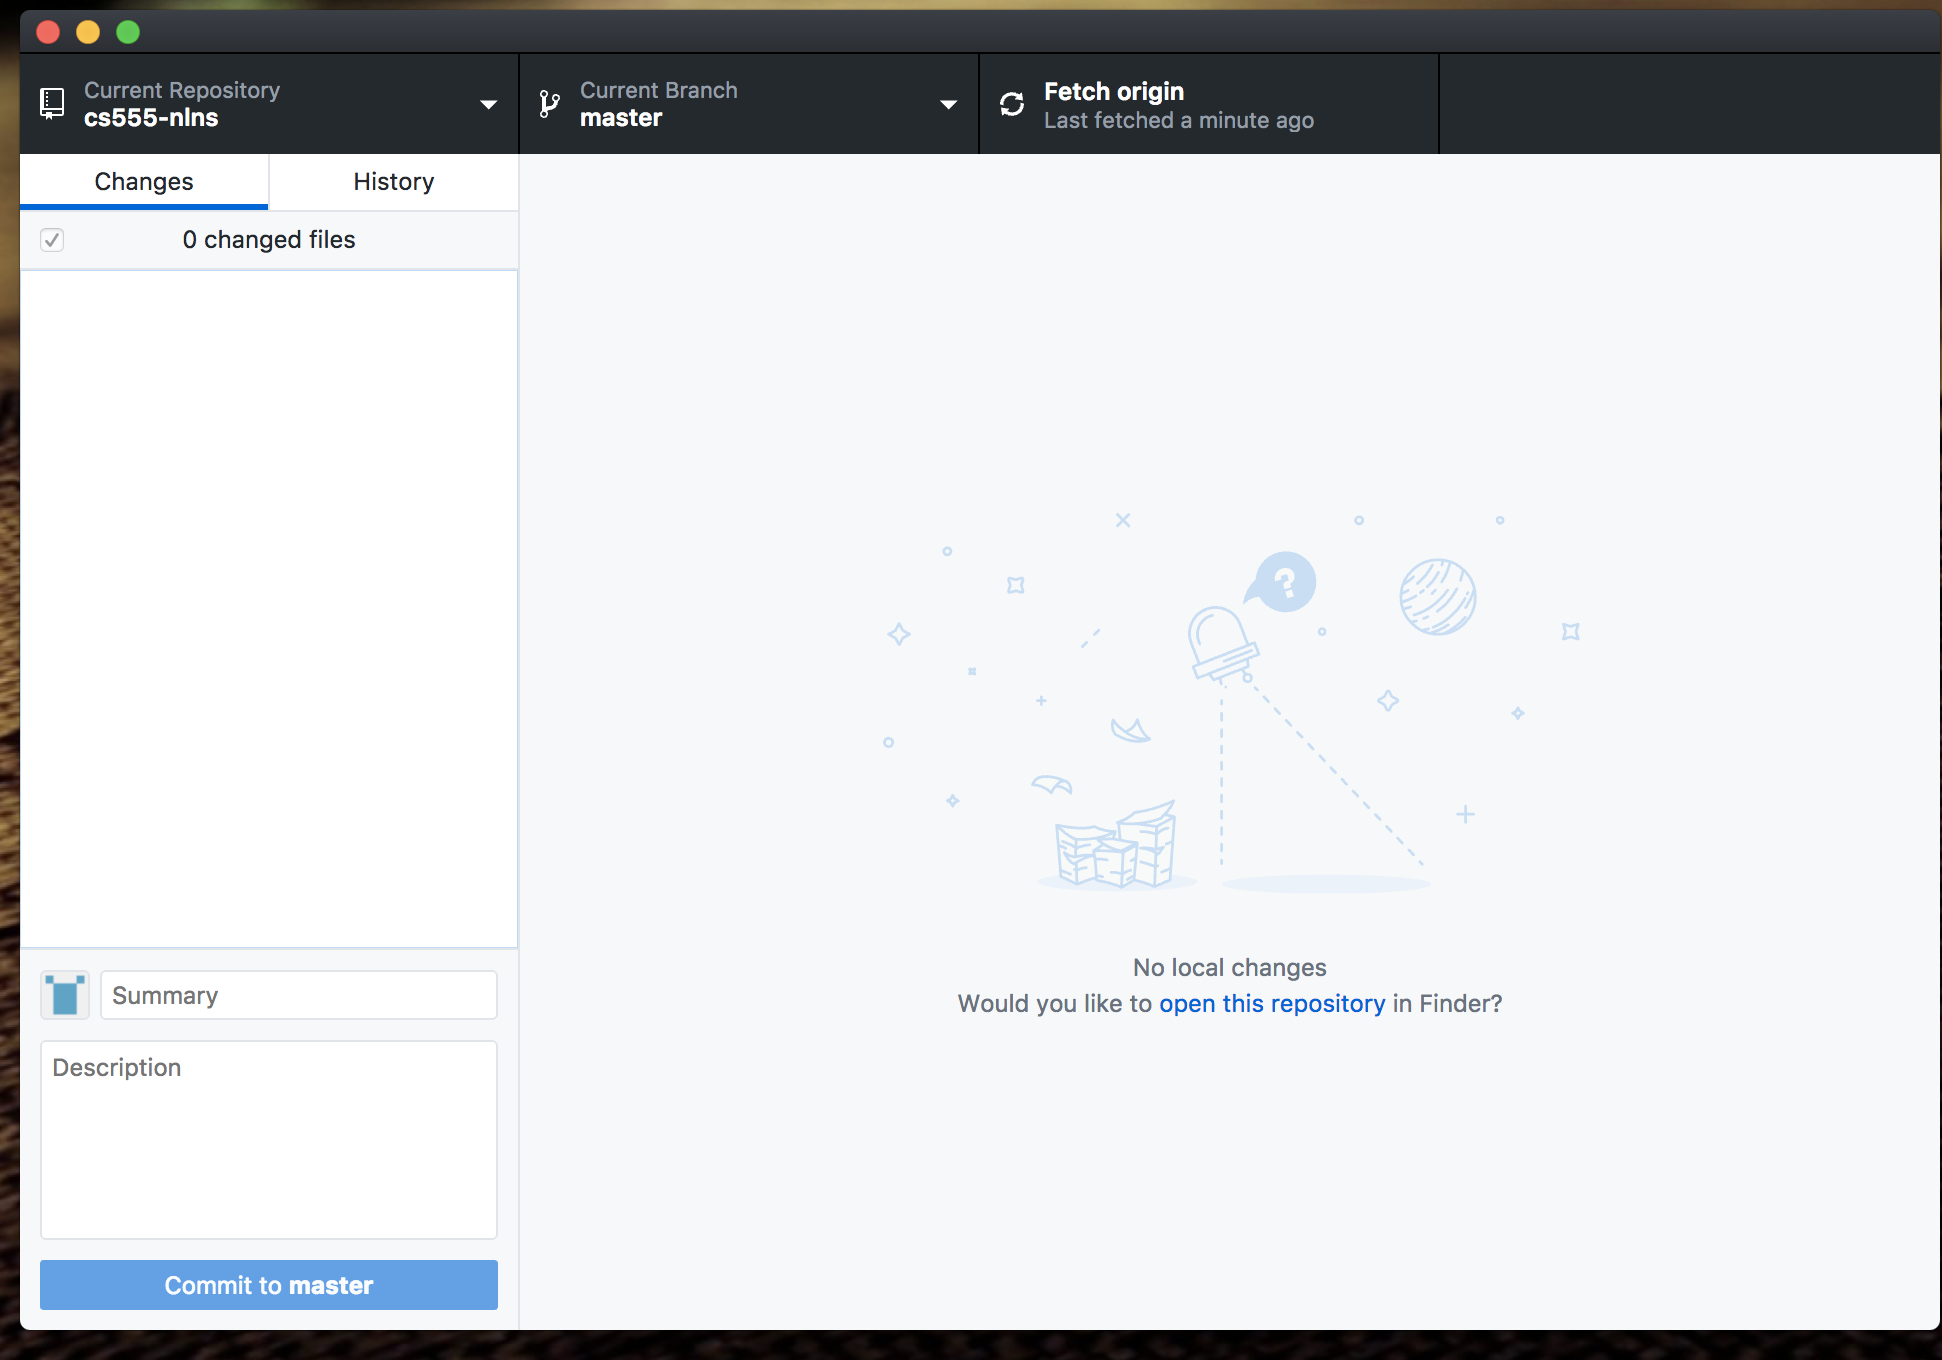 Current Repository
cs555-nlns
Current Branch
master
Fetch origin
Last fetched a minute ago
Changes
History
0 changed files
?
No local changes
Would you like to open this repository in Finder?
Summary
Description
Commit to master